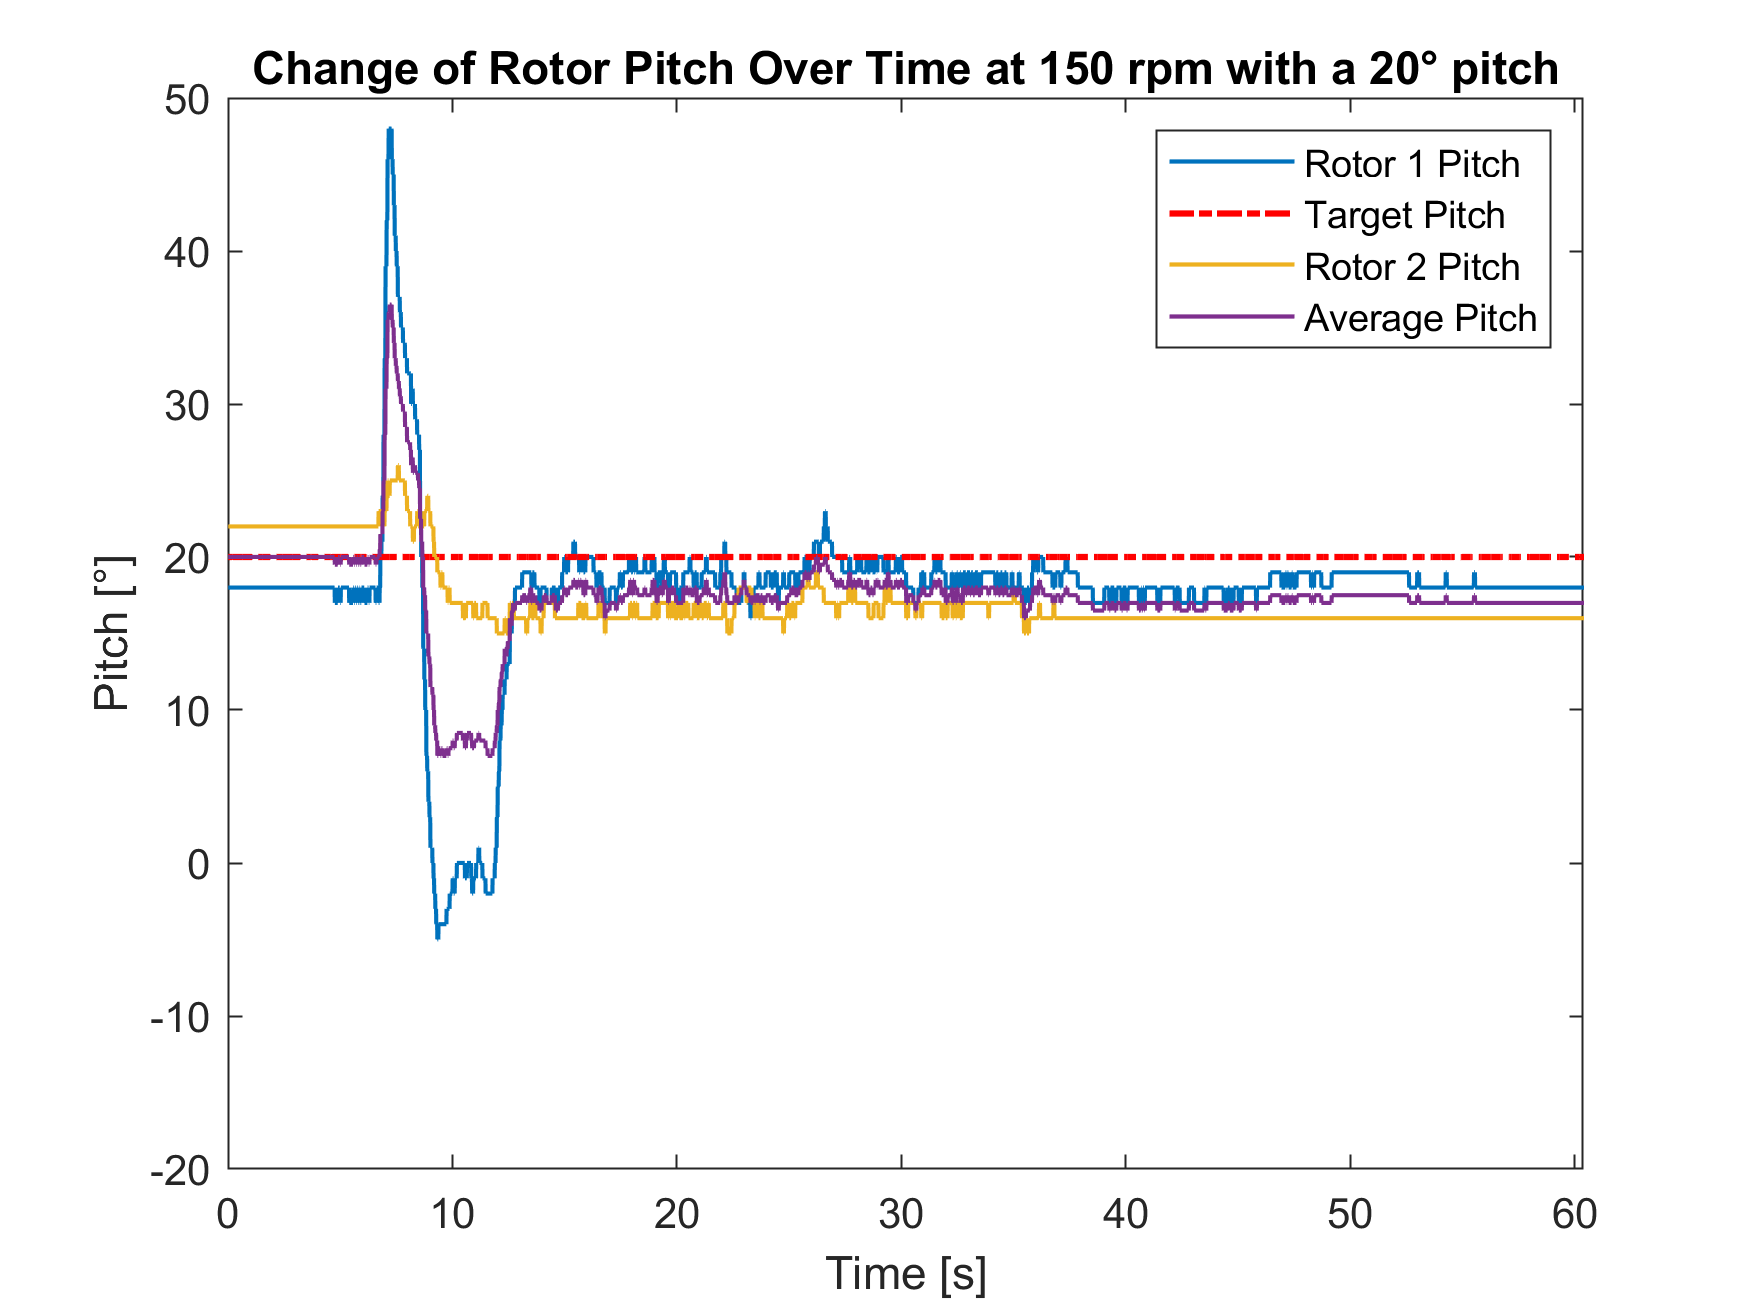 Change of Rotor Pitch Over Time at 150 rpm with a 20° pitch
50
40
30
20
10
0
-10
-20
Pitch [°]
Rotor 1 Pitch
Target Pitch
Rotor 2 Pitch
Average Pitch
0 10 20 30 40 50 60
Time [s]